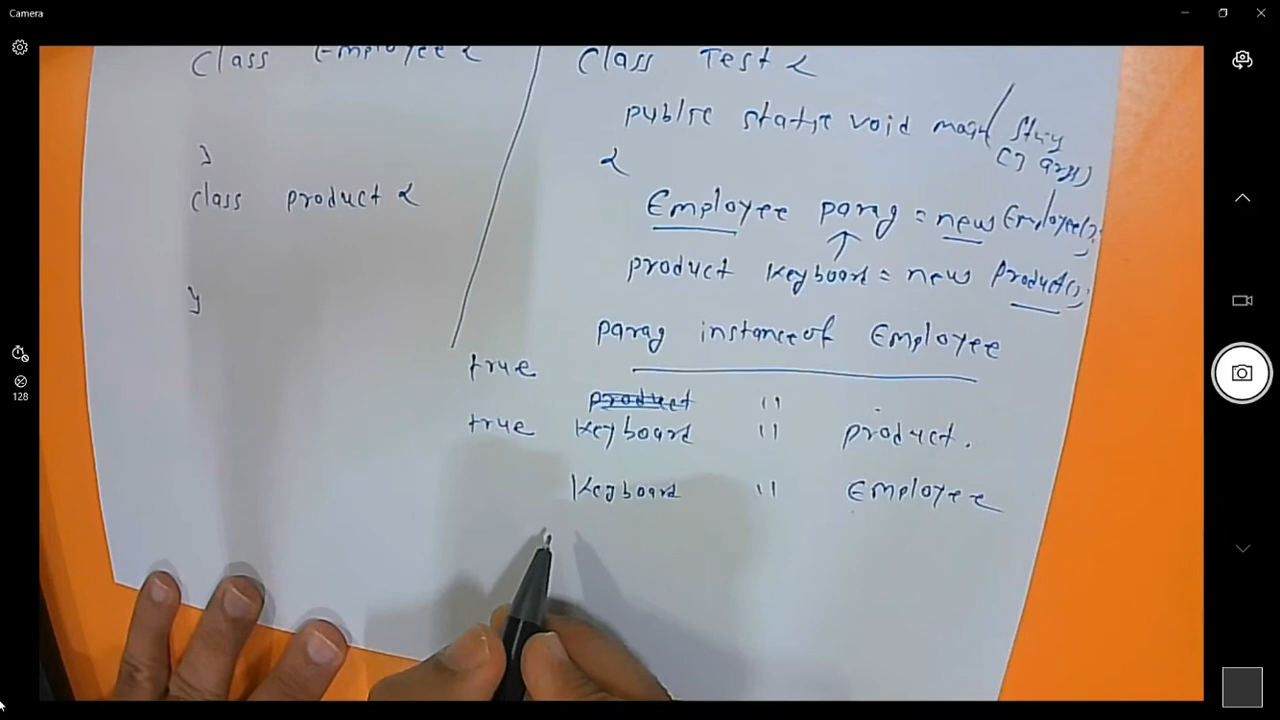 Camera
class Employee {
}
class product {
}
class Test {
public static void main(String
[] args)
{
Employee parag = new Employee();
product keyboard = new Product();
parag instanceof Employee
true
product "
true keyboard " product.
keyboard " Employee
128